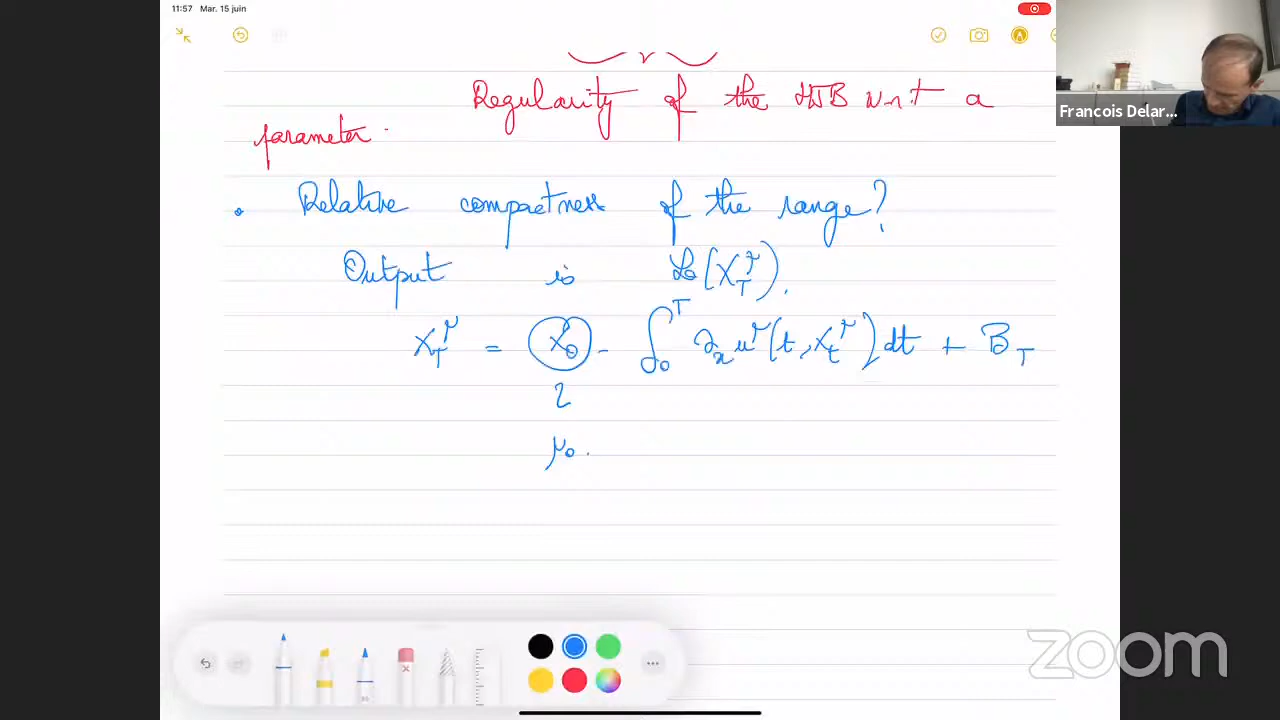 11:57 Mar. 15 juin
Regularity of the HJB w.r.t a
parameter.
Francois Delar...
• Relative compactness of the range?
Output is ℒ(X_T^μ).
X_T^μ = X_0 - ∫_0^T ∂_x u^μ(t, X_t^μ) dt + B_T
μ_0.
zoom